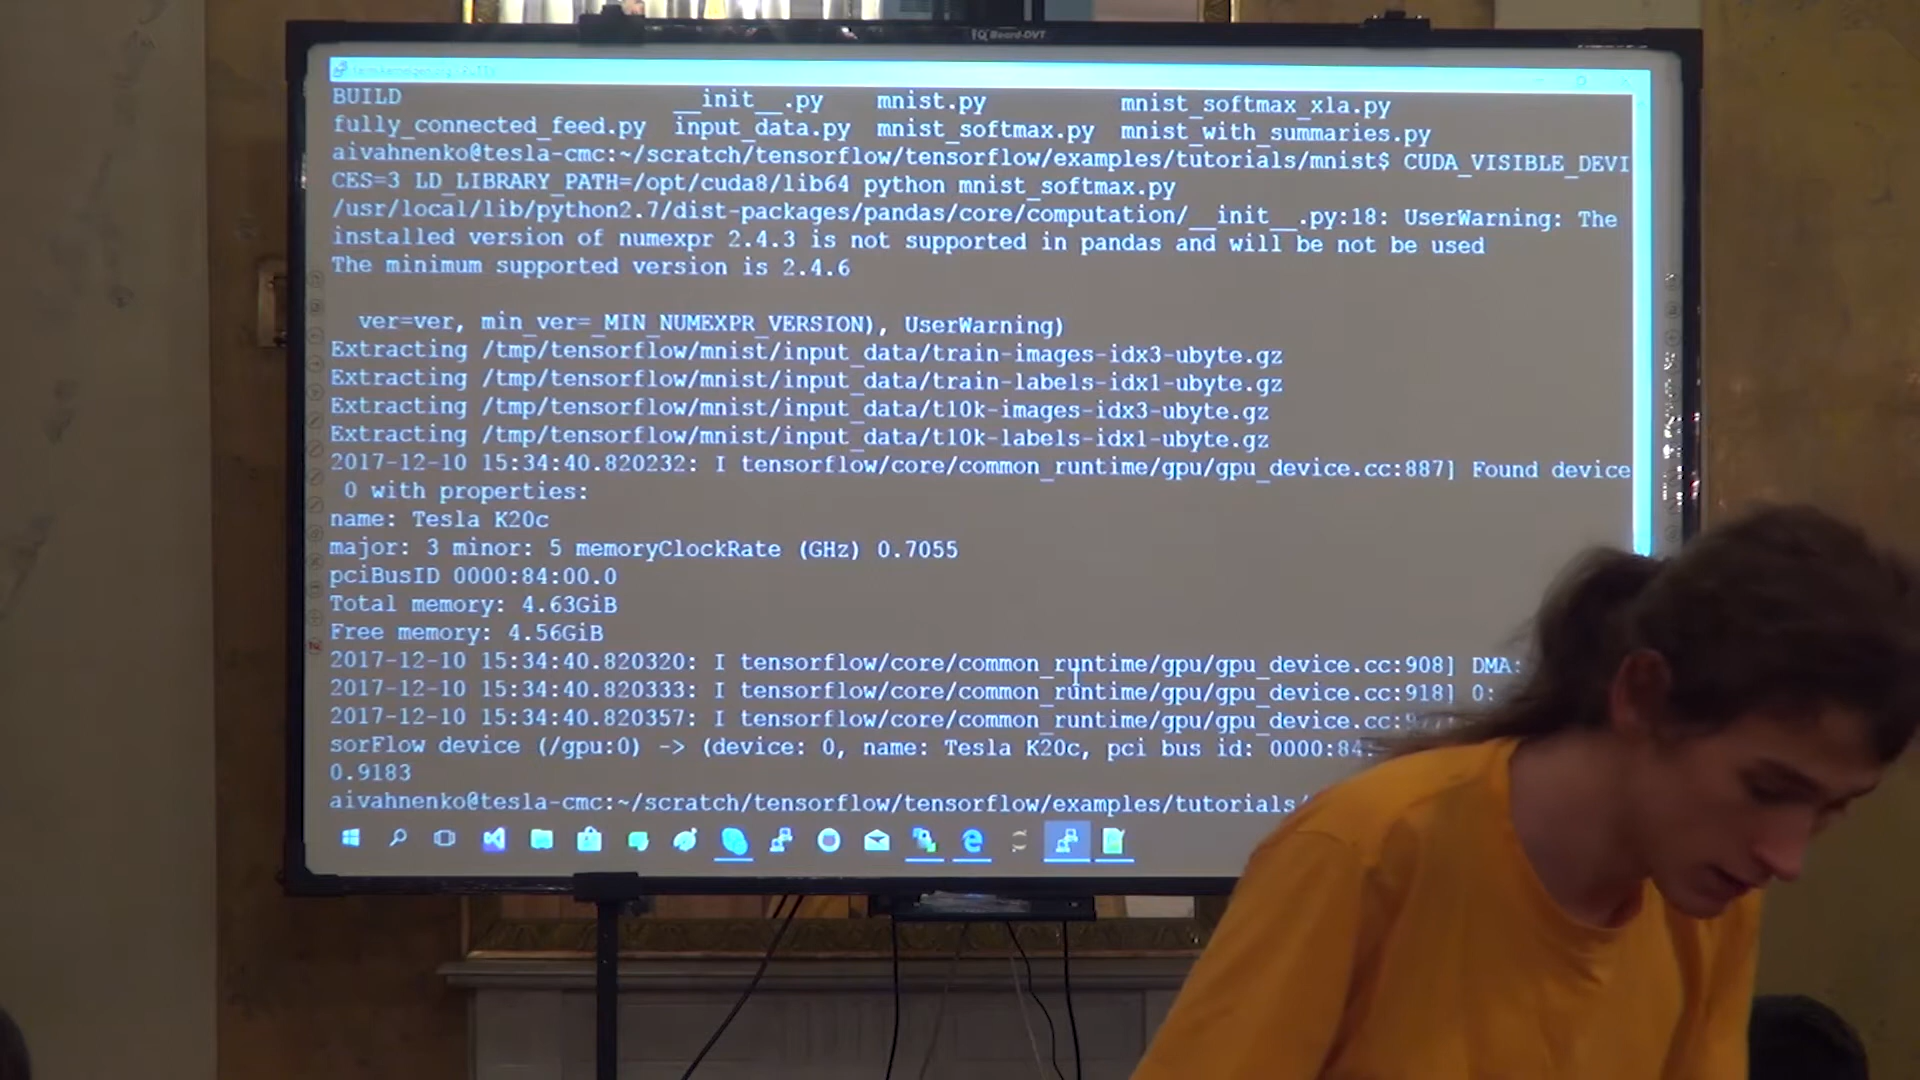 IQ Board-DVT
BUILD __init__.py mnist.py mnist_softmax_xla.py
fully_connected_feed.py input_data.py mnist_softmax.py mnist_with_summaries.py
aivahnenko@tesla-cmc:~/scratch/tensorflow/tensorflow/examples/tutorials/mnist$ CUDA_VISIBLE_DEVI
CES=3 LD_LIBRARY_PATH=/opt/cuda8/lib64 python mnist_softmax.py
/usr/local/lib/python2.7/dist-packages/pandas/core/computation/__init__.py:18: UserWarning: The
installed version of numexpr 2.4.3 is not supported in pandas and will be not be used
The minimum supported version is 2.4.6
ver=ver, min_ver=_MIN_NUMEXPR_VERSION), UserWarning)
Extracting /tmp/tensorflow/mnist/input_data/train-images-idx3-ubyte.gz
Extracting /tmp/tensorflow/mnist/input_data/train-labels-idx1-ubyte.gz
Extracting /tmp/tensorflow/mnist/input_data/t10k-images-idx3-ubyte.gz
Extracting /tmp/tensorflow/mnist/input_data/t10k-labels-idx1-ubyte.gz
2017-12-10 15:34:40.820232: I tensorflow/core/common_runtime/gpu/gpu_device.cc:887] Found device
0 with properties:
name: Tesla K20c
major: 3 minor: 5 memoryClockRate (GHz) 0.7055
pciBusID 0000:84:00.0
Total memory: 4.63GiB
Free memory: 4.56GiB
2017-12-10 15:34:40.820320: I tensorflow/core/common_runtime/gpu/gpu_device.cc:908] DMA:
2017-12-10 15:34:40.820333: I tensorflow/core/common_runtime/gpu/gpu_device.cc:918] 0:
2017-12-10 15:34:40.820357: I tensorflow/core/common_runtime/gpu/gpu_device.cc:
sorFlow device (/gpu:0) -> (device: 0, name: Tesla K20c, pci bus id: 0000:84:
0.9183
aivahnenko@tesla-cmc:~/scratch/tensorflow/tensorflow/examples/tutorials/